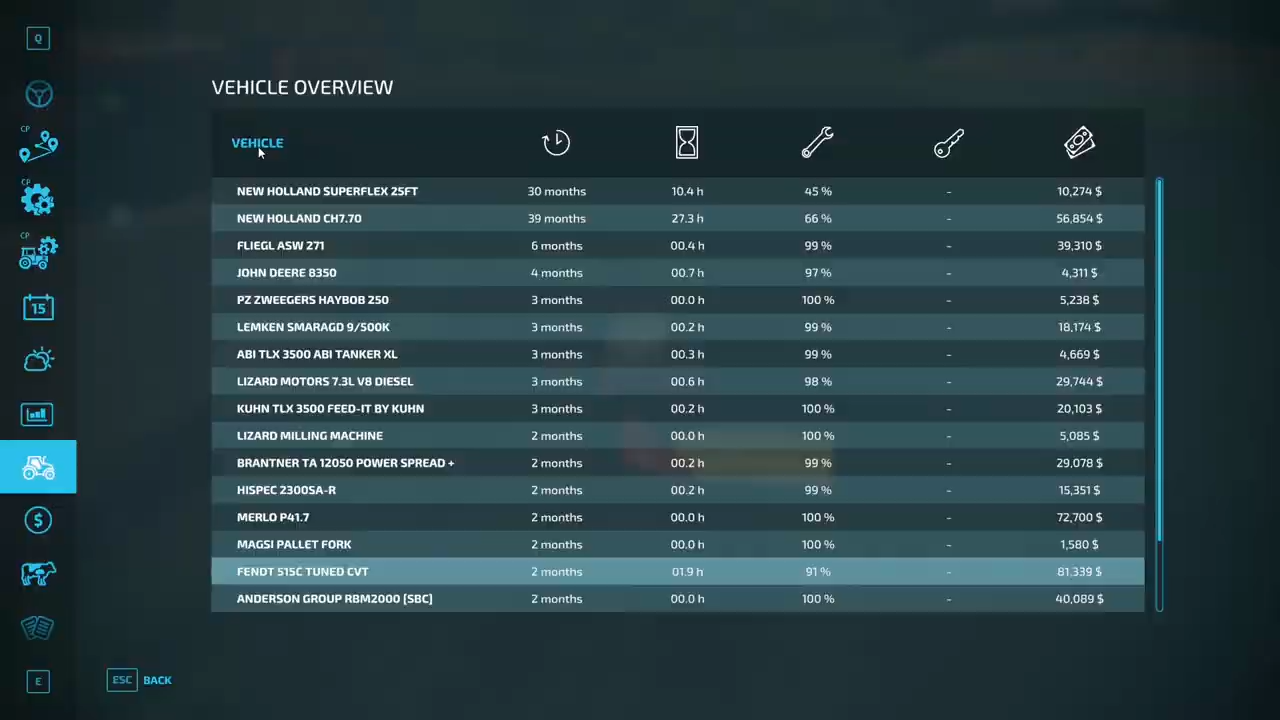 Q
VEHICLE OVERVIEW
VEHICLE
CP
CP
CP
15
NEW HOLLAND SUPERFLEX 25FT 30 months 10.4 h 45 % - 10,274 $
NEW HOLLAND CH7.70 39 months 27.3 h 66 % - 56,854 $
FLIEGL ASW 271 6 months 00.4 h 99 % - 39,310 $
JOHN DEERE 8350 4 months 00.7 h 97 % - 4,311 $
PZ ZWEEGERS HAYBOB 250 3 months 00.0 h 100 % - 5,238 $
LEMKEN SMARAGD 9/500K 3 months 00.2 h 99 % - 18,174 $
ABI TLX 3500 ABI TANKER XL 3 months 00.3 h 99 % - 4,669 $
LIZARD MOTORS 7.3L V8 DIESEL 3 months 00.6 h 98 % - 29,744 $
KUHN TLX 3500 FEED-IT BY KUHN 3 months 00.2 h 100 % - 20,103 $
LIZARD MILLING MACHINE 2 months 00.0 h 100 % - 5,085 $
BRANTNER TA 12050 POWER SPREAD + 2 months 00.2 h 99 % - 29,078 $
HISPEC 2300SA-R 2 months 00.2 h 99 % - 15,351 $
MERLO P41.7 2 months 00.0 h 100 % - 72,700 $
MAGSI PALLET FORK 2 months 00.0 h 100 % - 1,580 $
FENDT 515C TUNED CVT 2 months 01.9 h 91 % - 81,339 $
ANDERSON GROUP RBM2000 [SBC] 2 months 00.0 h 100 % - 40,089 $
$
E
ESC BACK